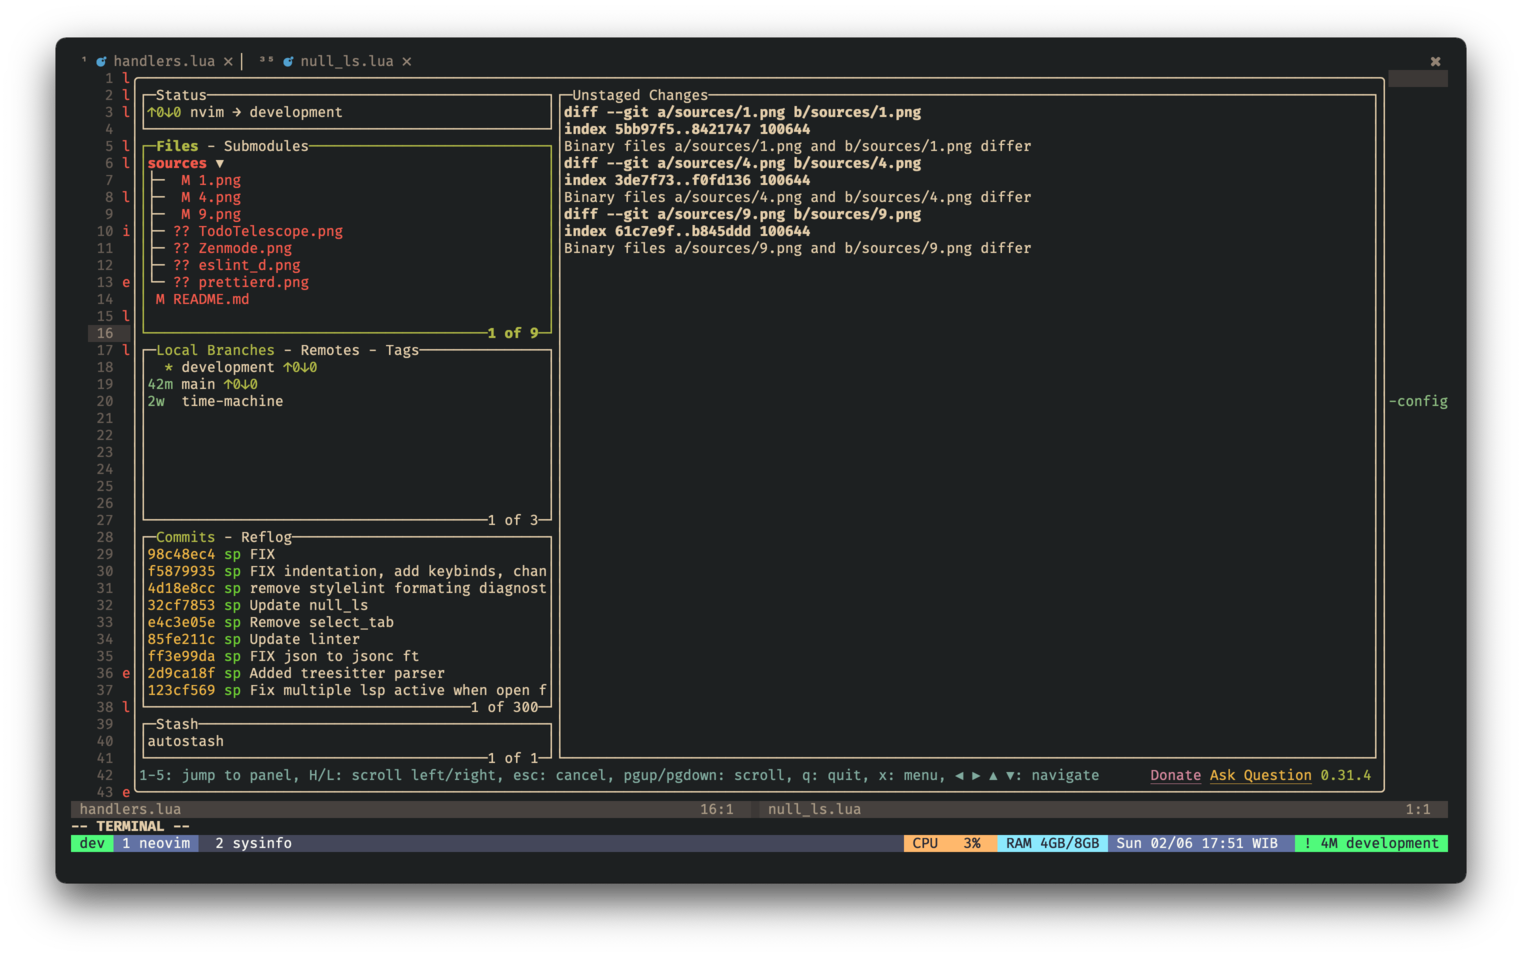 ¹ handlers.lua × │ ³⁵ null_ls.lua × ✖
1 l
2 l
3 l
4
5 l
6 l
7
8 l
9
10 i
11
12
13 e
14
15 l
16
17 l
18
19
20
21
22
23
24
25
26
27
28
29
30
31
32
33
34
35
36 e
37
38 l
39
40
41
42
43 e
Status
↑0↓0 nvim → development
Files - Submodules
sources ▼
├─ M 1.png
├─ M 4.png
├─ M 9.png
├─ ?? TodoTelescope.png
├─ ?? Zenmode.png
├─ ?? eslint_d.png
└─ ?? prettierd.png
M README.md
1 of 9
Local Branches - Remotes - Tags
* development ↑0↓0
42m main ↑0↓0
2w time-machine
1 of 3
Commits - Reflog
98c48ec4 sp FIX
f5879935 sp FIX indentation, add keybinds, chan
4d18e8cc sp remove stylelint formating diagnost
32cf7853 sp Update null_ls
e4c3e05e sp Remove select_tab
85fe211c sp Update linter
ff3e99da sp FIX json to jsonc ft
2d9ca18f sp Added treesitter parser
123cf569 sp Fix multiple lsp active when open f
1 of 300
Stash
autostash
1 of 1
Unstaged Changes
diff --git a/sources/1.png b/sources/1.png
index 5bb97f5..8421747 100644
Binary files a/sources/1.png and b/sources/1.png differ
diff --git a/sources/4.png b/sources/4.png
index 3de7f73..f0fd136 100644
Binary files a/sources/4.png and b/sources/4.png differ
diff --git a/sources/9.png b/sources/9.png
index 61c7e9f..b845ddd 100644
Binary files a/sources/9.png and b/sources/9.png differ
-config
1-5: jump to panel, H/L: scroll left/right, esc: cancel, pgup/pgdown: scroll, q: quit, x: menu, ◀ ▶ ▲ ▼: navigate Donate Ask Question 0.31.4
handlers.lua 16:1 null_ls.lua 1:1
-- TERMINAL --
dev 1 neovim 2 sysinfo CPU 3% RAM 4GB/8GB Sun 02/06 17:51 WIB ! 4M development